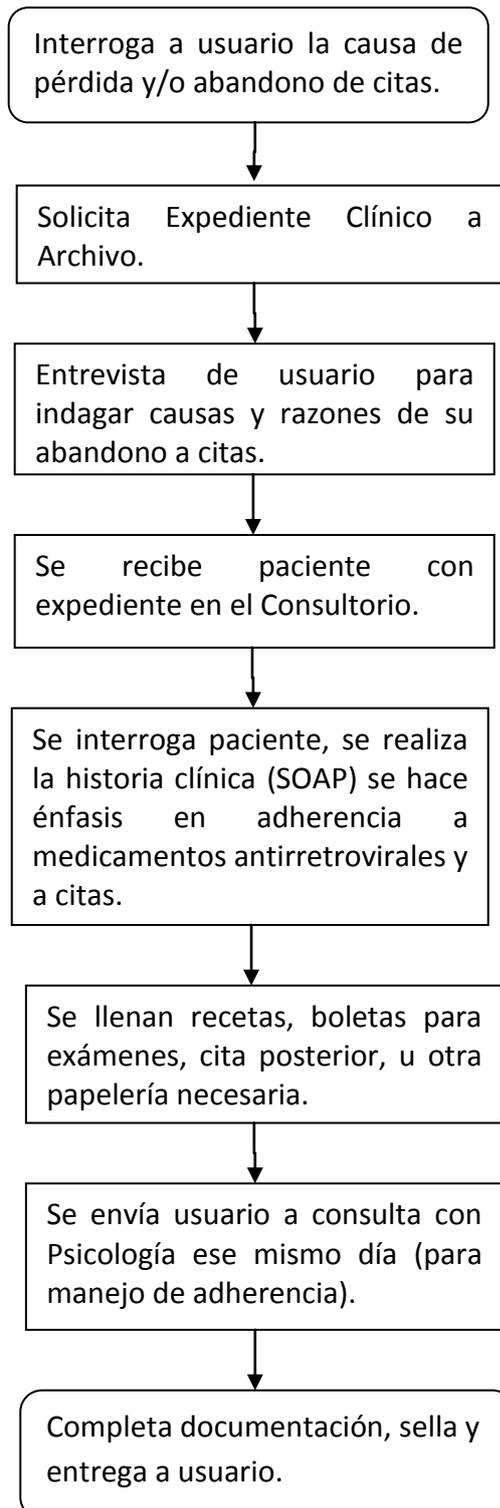 Interroga a usuario la causa de
pérdida y/o abandono de citas.
Solicita Expediente Clínico a
Archivo.
Entrevista de usuario para
indagar causas y razones de su
abandono a citas.
Se recibe paciente con
expediente en el Consultorio.
Se interroga paciente, se realiza
la historia clínica (SOAP) se hace
énfasis en adherencia a
medicamentos antirretrovirales y
a citas.
Se llenan recetas, boletas para
exámenes, cita posterior, u otra
papelería necesaria.
Se envía usuario a consulta con
Psicología ese mismo día (para
manejo de adherencia).
Completa documentación, sella y
entrega a usuario.